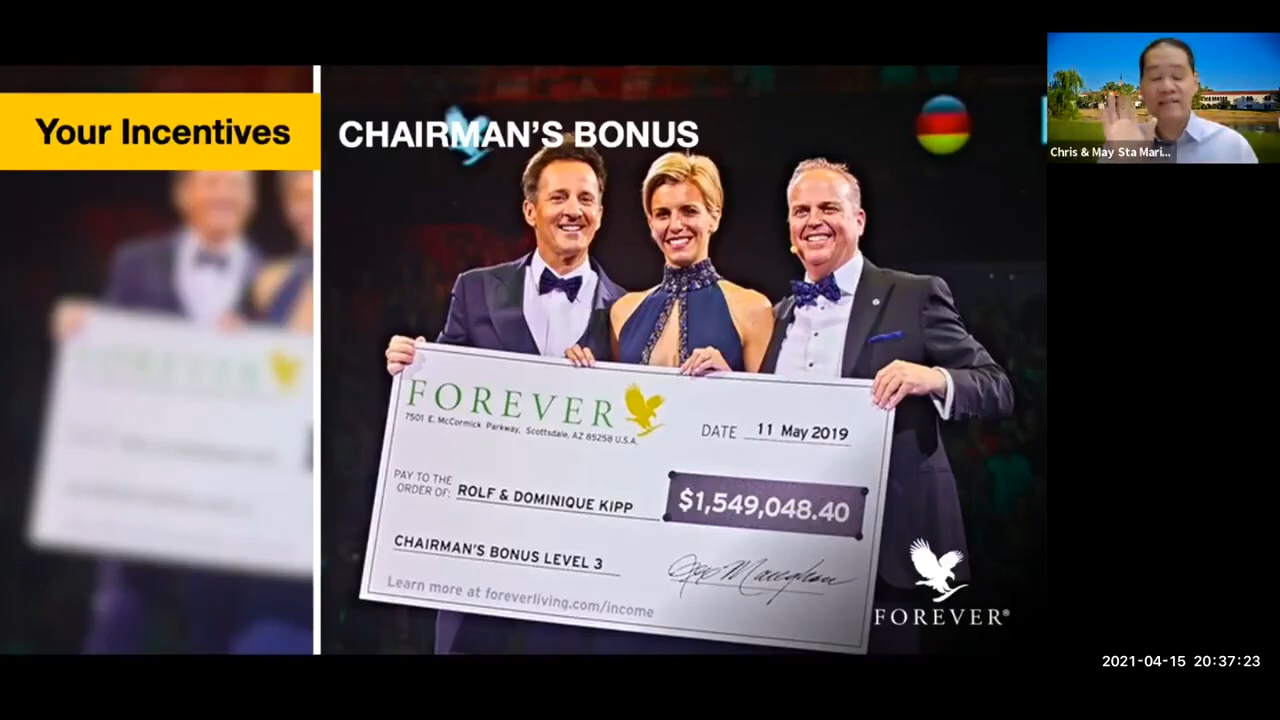 Your Incentives
CHAIRMAN'S BONUS
Chris & May Sta Mari...
FOREVER
7501 E. McCormick Parkway, Scottsdale, AZ 85258 U.S.A.
DATE 11 May 2019
PAY TO THE
ORDER OF: ROLF & DOMINIQUE KIPP
$1,549,048.40
CHAIRMAN'S BONUS LEVEL 3
Learn more at foreverliving.com/income
FOREVER®
2021-04-15 20:37:23